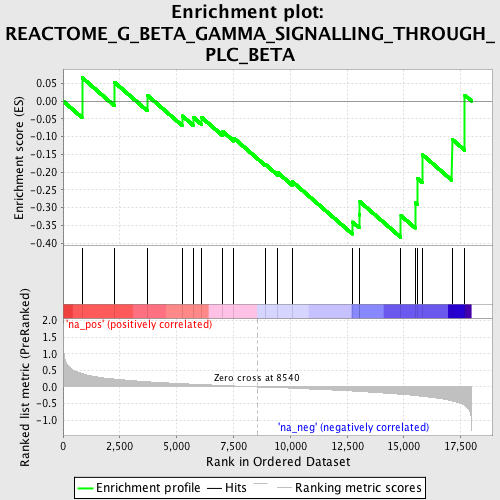 Enrichment plot:
REACTOME_G_BETA_GAMMA_SIGNALLING_THROUGH_
PLC_BETA
Enrichment score (ES)
0.05
0.00
-0.05
-0.10
-0.15
-0.20
-0.25
-0.30
-0.35
-0.40
'na_pos' (positively correlated)
Ranked list metric (PreRanked)
2.0
1.5
1.0
0.5
0.0
-0.5
-1.0
Zero cross at 8540
'na_neg' (negatively correlated)
0 2,500 5,000 7,500 10,000 12,500 15,000 17,500
Rank in Ordered Dataset
Enrichment profile Hits Ranking metric scores